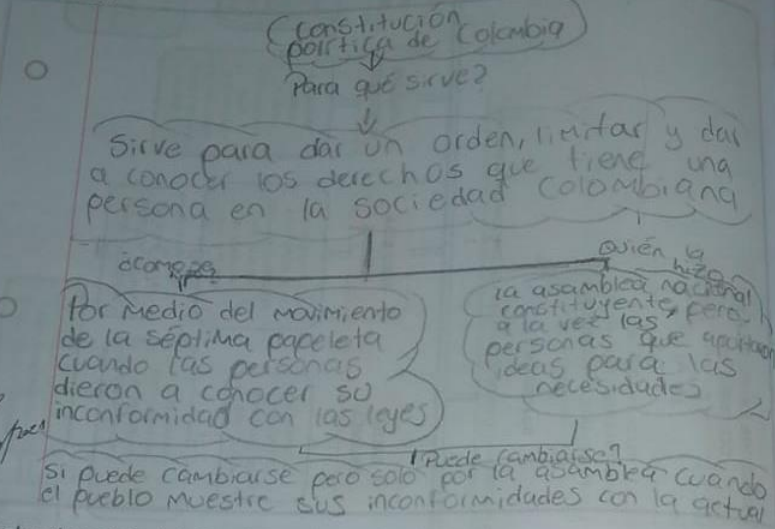 constitución
política de Colombia
Para qué sirve?
Sirve para dar un orden, limitar y dar
a conocer los derechos que tiene una
persona en la sociedad Colombiana
Quién la
hizo
Por medio del movimiento
de la séptima papeleta
cuando las personas
dieron a conocer su
inconformidad con las leyes
la asamblea nacional
constituyente, pero
a la vez las
personas que aportaron
ideas para las
necesidades
pues
Puede cambiarse?
Si puede cambiarse pero solo por la asamblea cuando
el pueblo muestre sus inconformidades con la actual